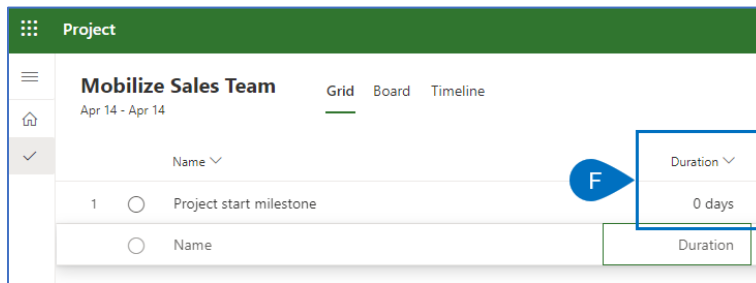 Project
Mobilize Sales Team
Grid Board Timeline
Apr 14 - Apr 14
Name Duration
F
1 Project start milestone 0 days
Name Duration